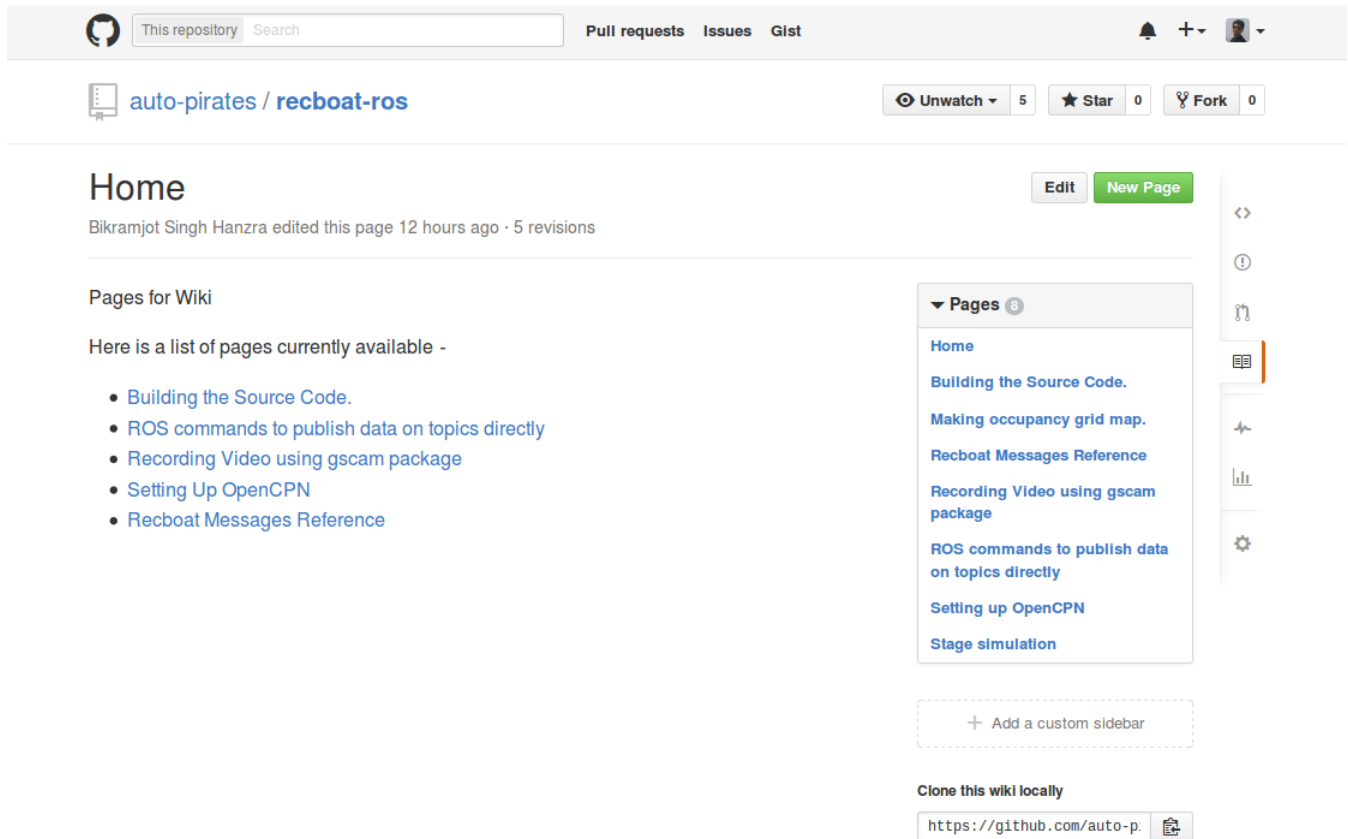 This repository Search Pull requests Issues Gist
auto-pirates / recboat-ros
Unwatch 5 Star 0 Fork 0
Home
Edit New Page
Bikramjot Singh Hanzra edited this page 12 hours ago · 5 revisions
Pages for Wiki
Here is a list of pages currently available -
• Building the Source Code.
• ROS commands to publish data on topics directly
• Recording Video using gscam package
• Setting Up OpenCPN
• Recboat Messages Reference
Pages 8
Home
Building the Source Code.
Making occupancy grid map.
Recboat Messages Reference
Recording Video using gscam
package
ROS commands to publish data
on topics directly
Setting up OpenCPN
Stage simulation
+ Add a custom sidebar
Clone this wiki locally
https://github.com/auto-p